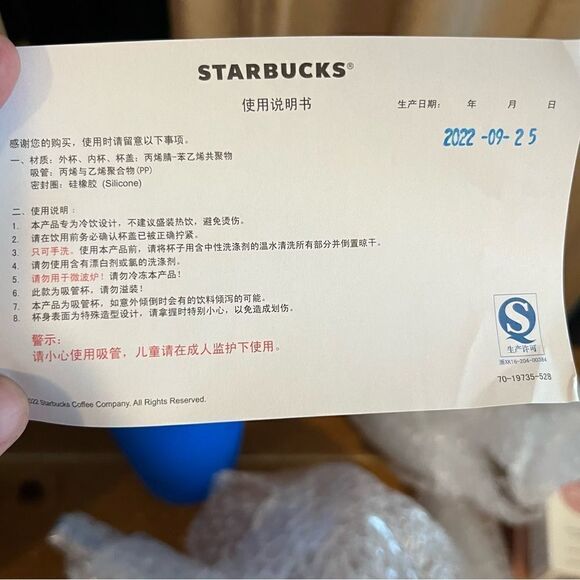 STARBUCKS®
使用说明书
生产日期： 年 月 日
2022-09-25
感谢您的购买，使用时请留意以下事项。
一、材质：外杯、内杯、杯盖：丙烯腈-苯乙烯共聚物
吸管：丙烯与乙烯聚合物(PP)
密封圈：硅橡胶 (Silicone)
二、使用说明：
1. 本产品专为冷饮设计，不建议盛装热饮，避免烫伤。
2. 请在饮用前务必确认杯盖已被正确拧紧。
3. 只可手洗。使用本产品前，请将杯子用含中性洗涤剂的温水清洗所有部分并倒置晾干。
4. 请勿使用含有漂白剂或氯的洗涤剂。
5. 请勿用于微波炉！请勿冷冻本产品！
6. 此款为吸管杯，请勿溢装！
7. 本产品为吸管杯，如意外倾倒时会有的饮料倾泻的可能。
8. 杯身表面为特殊造型设计，请拿握时特别小心，以免造成划伤。
警示：
请小心使用吸管，儿童请在成人监护下使用。
QS
生产许可
浙XK16-204-00384
70-19735-528
022 Starbucks Coffee Company. All Rights Reserved.